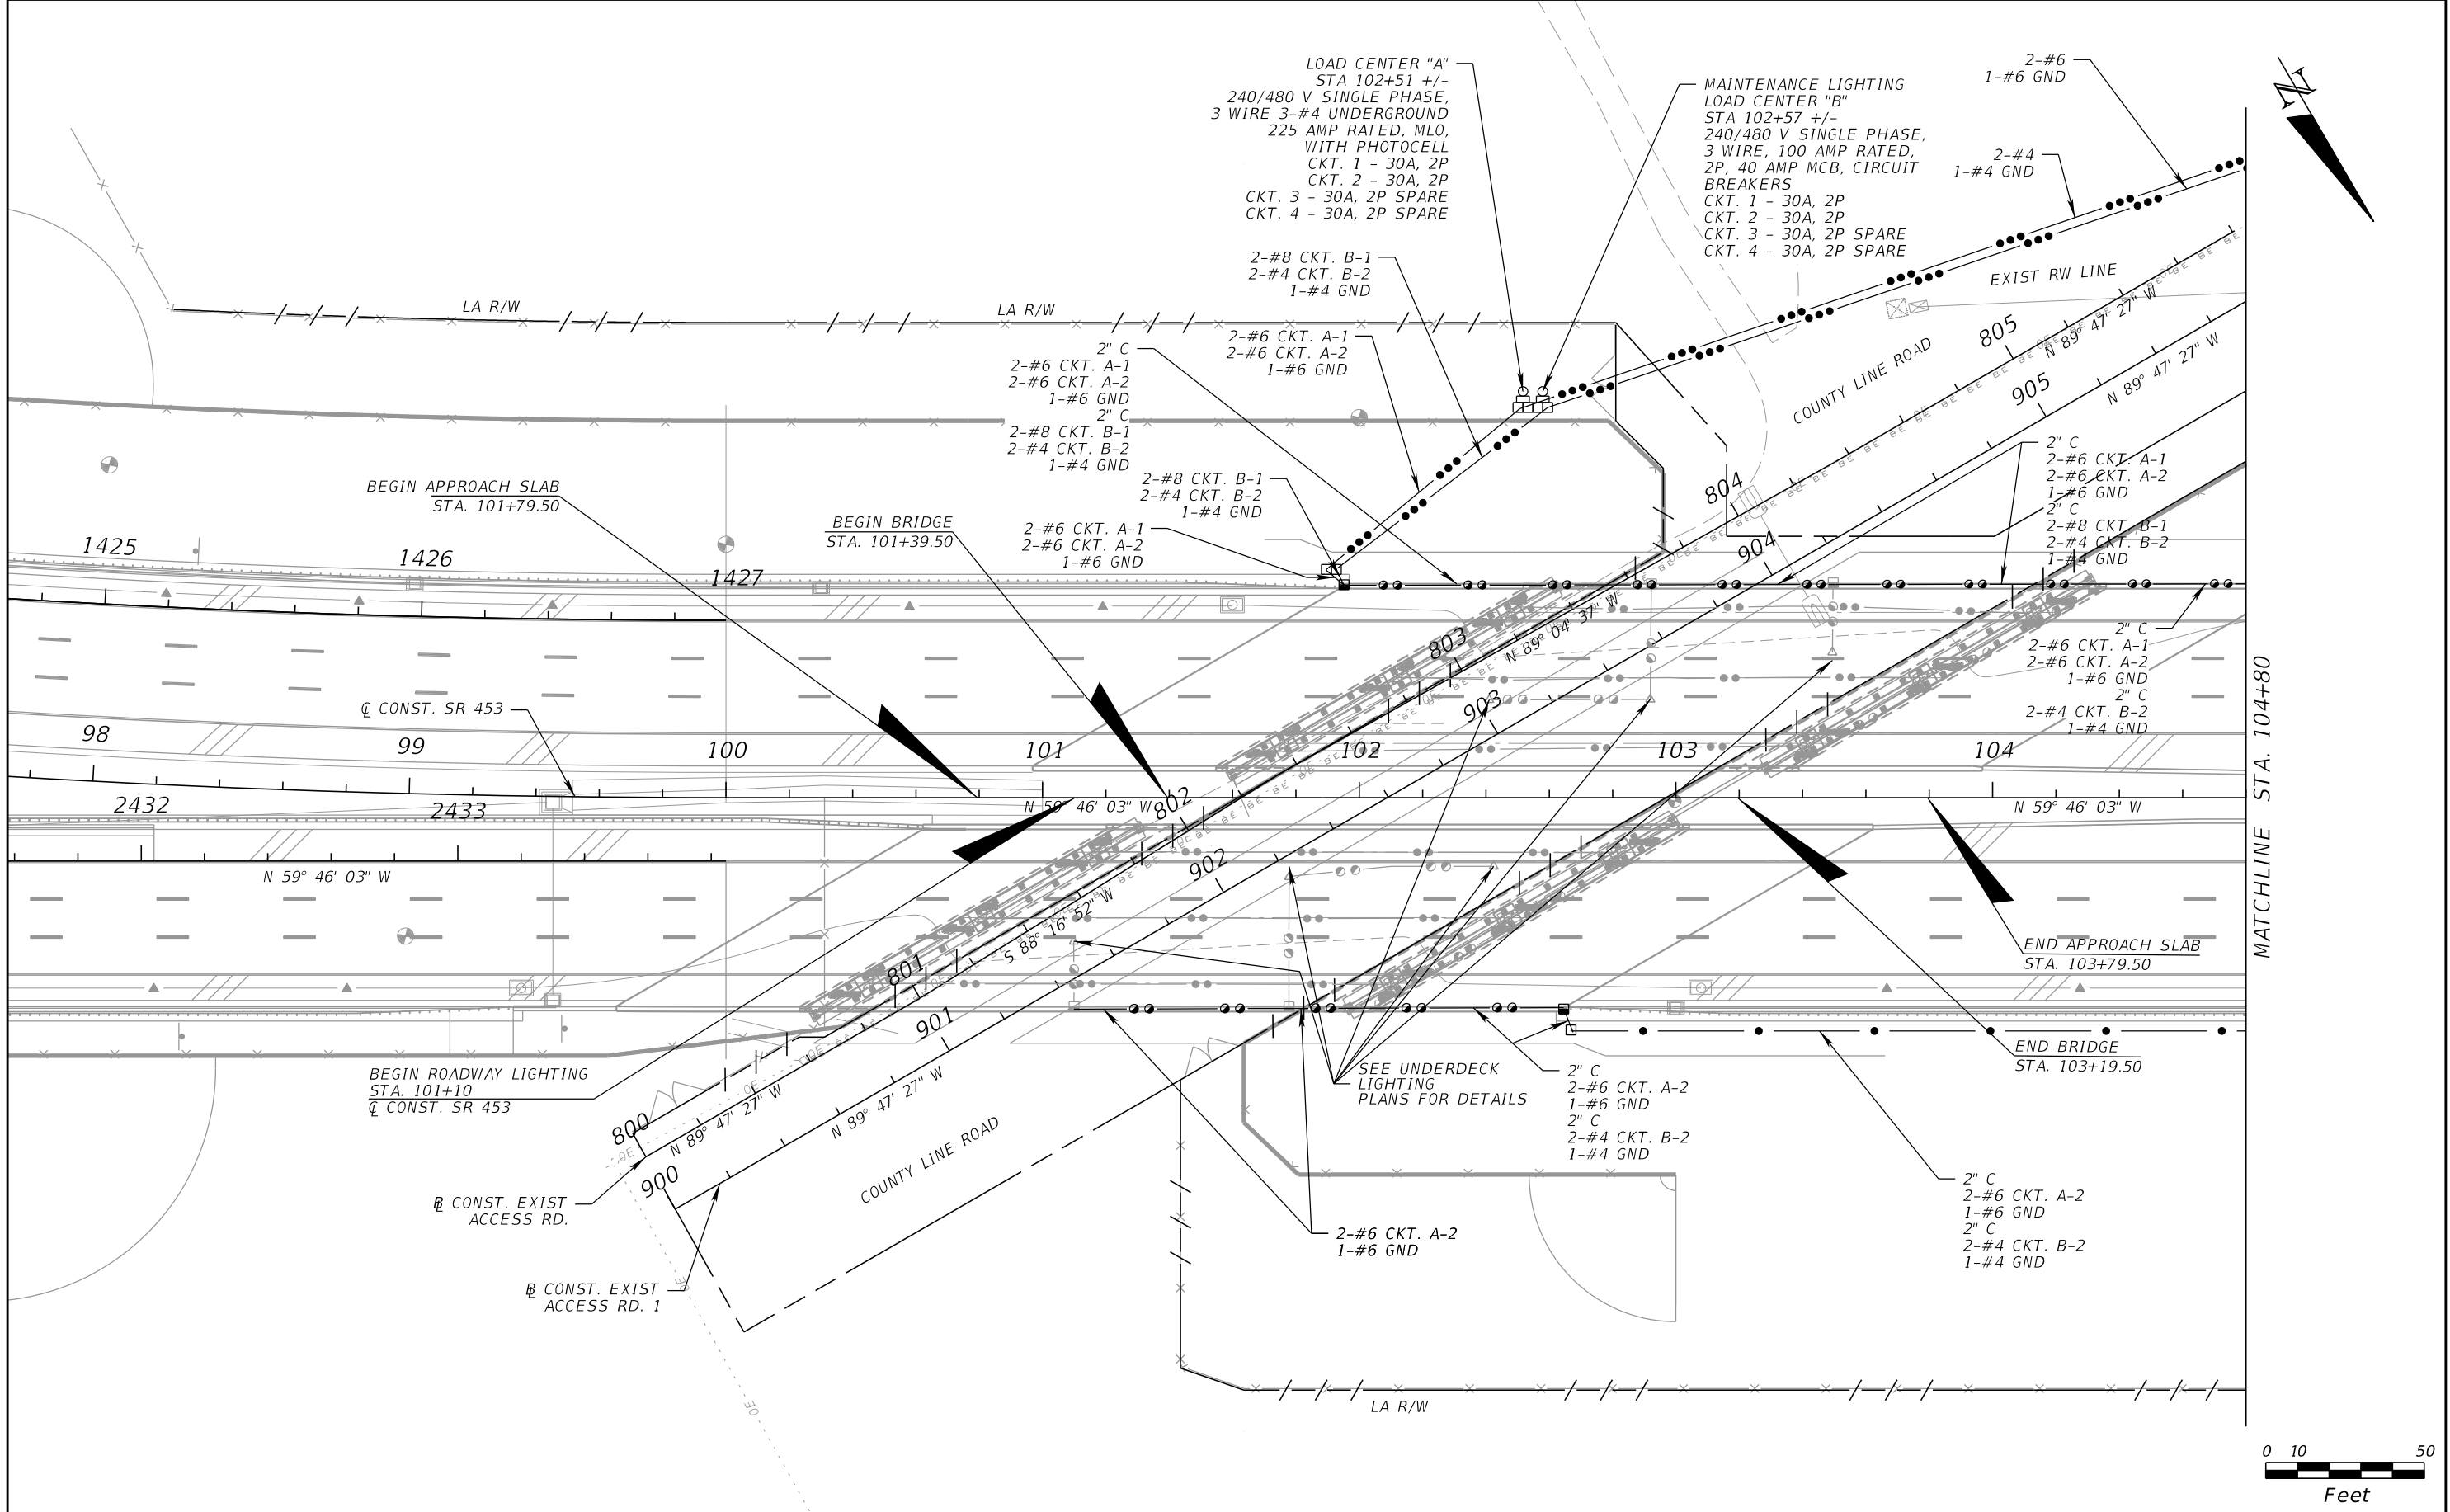 LOAD CENTER "A"
STA 102+51 +/-
240/480 V SINGLE PHASE,
3 WIRE 3-#4 UNDERGROUND
225 AMP RATED, MLO,
WITH PHOTOCELL
CKT. 1 - 30A, 2P
CKT. 2 - 30A, 2P
CKT. 3 - 30A, 2P SPARE
CKT. 4 - 30A, 2P SPARE
MAINTENANCE LIGHTING
LOAD CENTER "B"
STA 102+57 +/-
240/480 V SINGLE PHASE,
3 WIRE, 100 AMP RATED,
2P, 40 AMP MCB, CIRCUIT
BREAKERS
CKT. 1 - 30A, 2P
CKT. 2 - 30A, 2P
CKT. 3 - 30A, 2P SPARE
CKT. 4 - 30A, 2P SPARE
2-#6
1-#6 GND
2-#4
1-#4 GND
N
2-#8 CKT. B-1
2-#4 CKT. B-2
1-#4 GND
2-#6 CKT. A-1
2-#6 CKT. A-2
1-#6 GND
LA R/W
LA R/W
2" C
2-#6 CKT. A-1
2-#6 CKT. A-2
1-#6 GND
2" C
2-#8 CKT. B-1
2-#4 CKT. B-2
1-#4 GND
EXIST RW LINE
COUNTY LINE ROAD
805
N 89° 47' 27" W
905
N 89° 47' 27" W
2-#8 CKT. B-1
2-#4 CKT. B-2
1-#4 GND
2-#6 CKT. A-1
2-#6 CKT. A-2
1-#6 GND
BEGIN APPROACH SLAB
STA. 101+79.50
BEGIN BRIDGE
STA. 101+39.50
2" C
2-#6 CKT. A-1
2-#6 CKT. A-2
1-#6 GND
2" C
2-#8 CKT. B-1
2-#4 CKT. B-2
1-#4 GND
804
904
1425
1426
1427
803
N 89° 04' 37" W
903
2" C
2-#6 CKT. A-1
2-#6 CKT. A-2
1-#6 GND
2" C
2-#4 CKT. B-2
1-#4 GND
℄ CONST. SR 453
98
99
100
101
102
103
104
MATCHLINE STA. 104+80
2432
2433
N 59° 46' 03" W
802
N 59° 46' 03" W
N 59° 46' 03" W
902
S 88° 16' 52" W
801
901
END APPROACH SLAB
STA. 103+79.50
END BRIDGE
STA. 103+19.50
BEGIN ROADWAY LIGHTING
STA. 101+10
℄ CONST. SR 453
SEE UNDERDECK
LIGHTING
PLANS FOR DETAILS
2" C
2-#6 CKT. A-2
1-#6 GND
2" C
2-#4 CKT. B-2
1-#4 GND
800
N 89° 47' 27" W
N 89° 47' 27" W
900
COUNTY LINE ROAD
BL CONST. EXIST
ACCESS RD.
2" C
2-#6 CKT. A-2
1-#6 GND
2" C
2-#4 CKT. B-2
1-#4 GND
2-#6 CKT. A-2
1-#6 GND
BL CONST. EXIST
ACCESS RD. 1
OE
OE
LA R/W
0 10 50
Feet